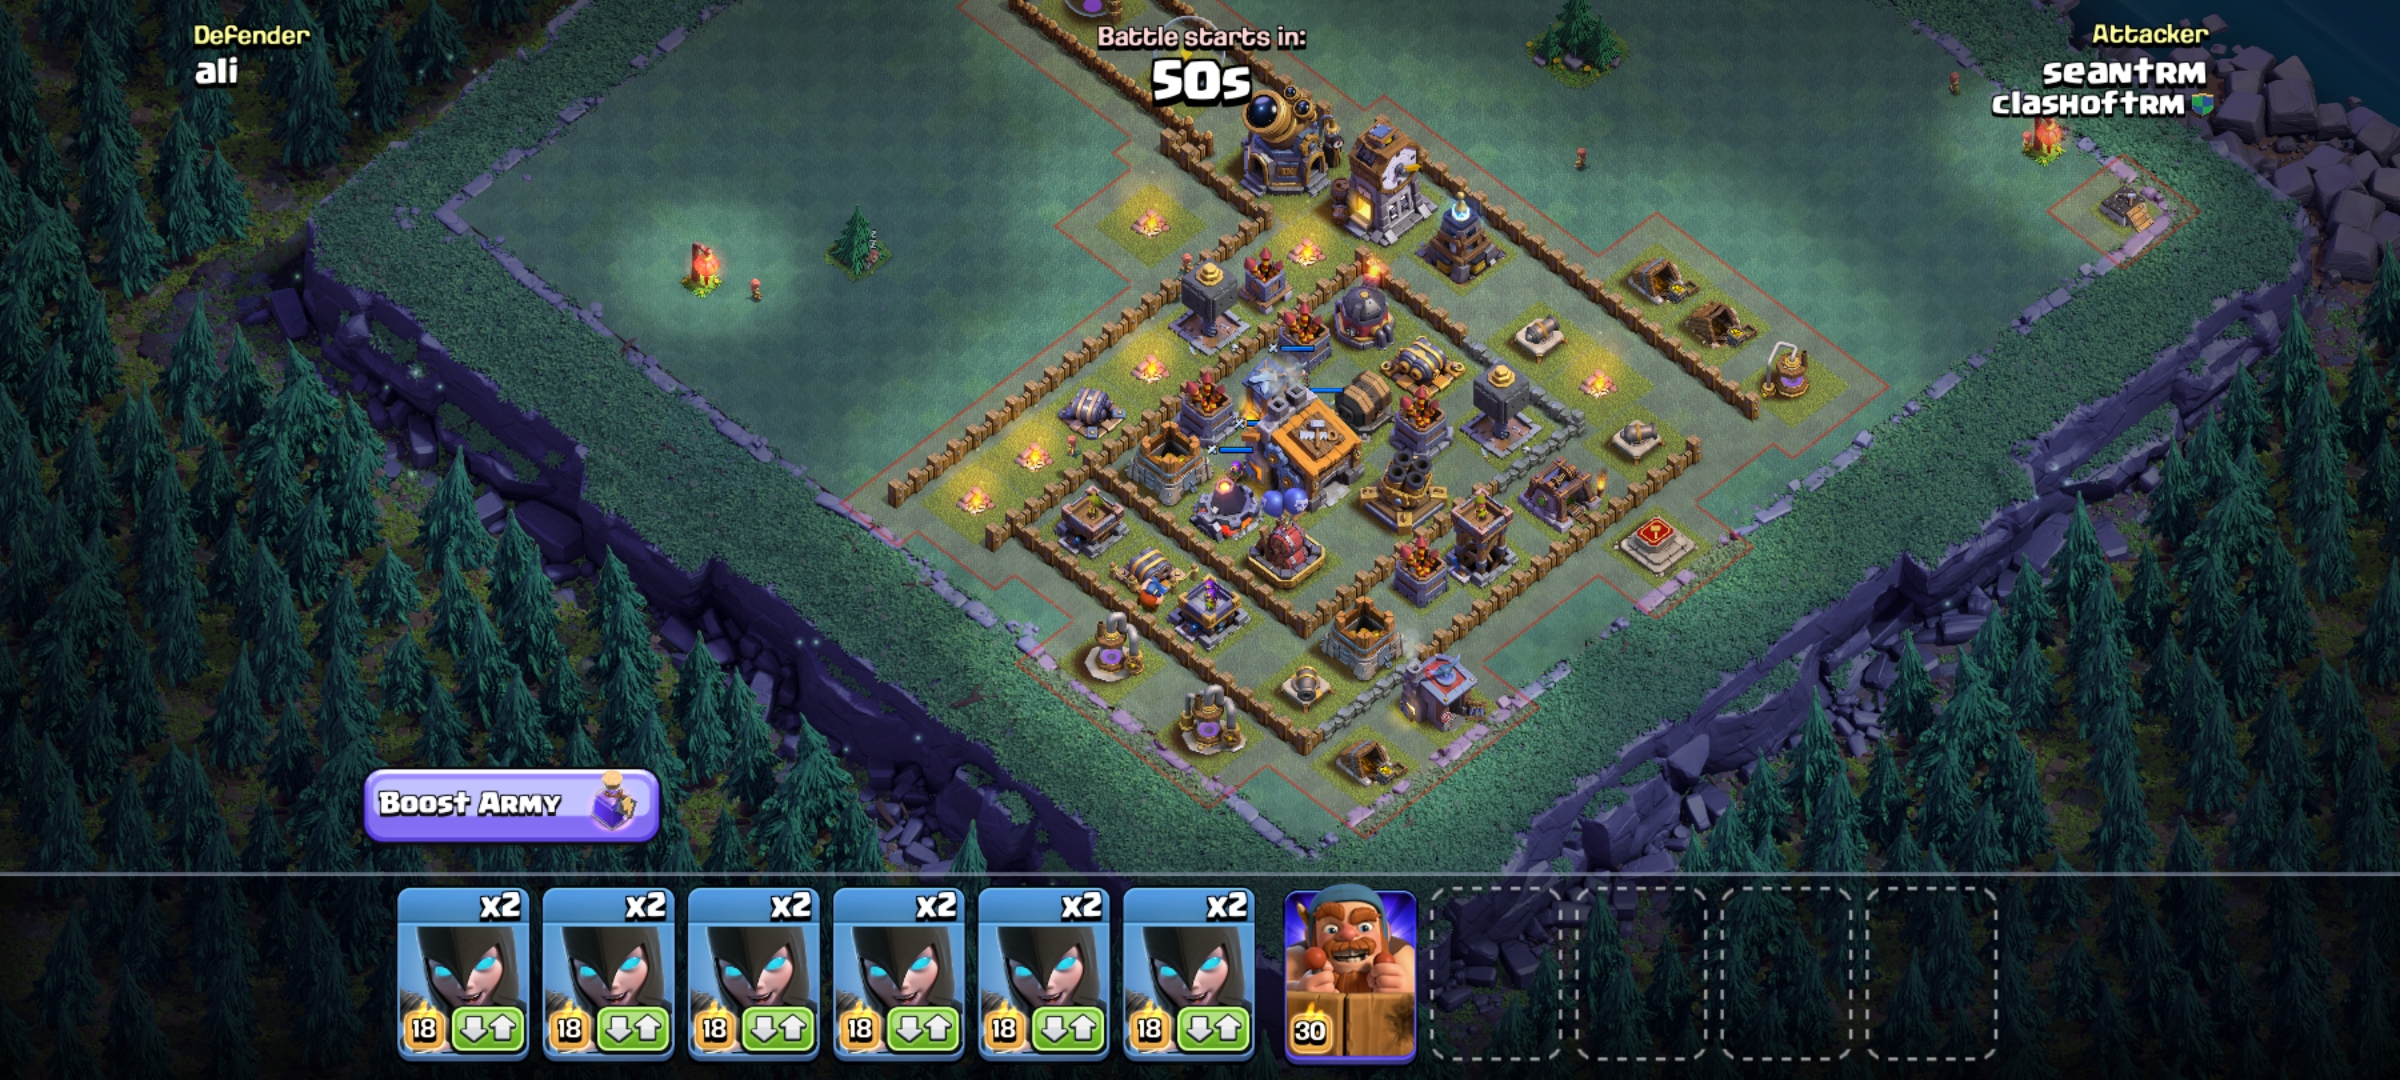 Defender
ali
Battle starts in:
50s
Attacker
seantRM
clashoftRM
Boost Army
x2
x2
x2
x2
x2
x2
18
18
18
18
18
18
30